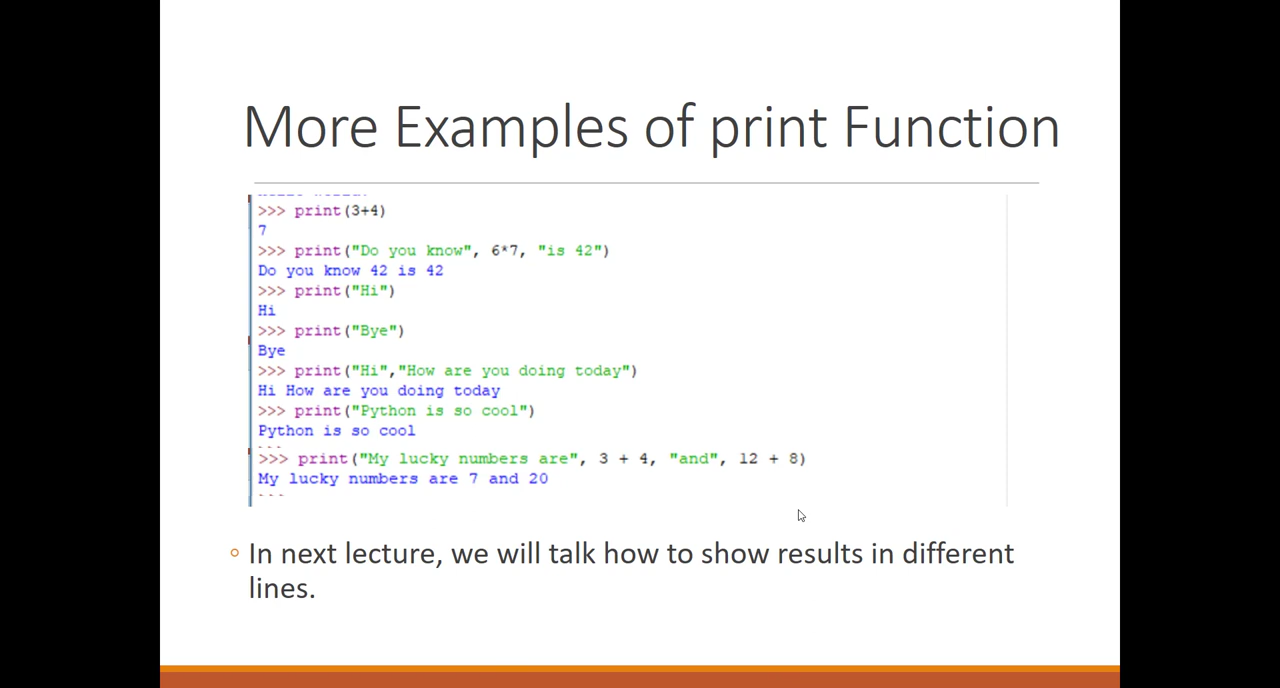 More Examples of print Function
>>> print(3+4)
7
>>> print("Do you know", 6*7, "is 42")
Do you know 42 is 42
>>> print("Hi")
Hi
>>> print("Bye")
Bye
>>> print("Hi","How are you doing today")
Hi How are you doing today
>>> print("Python is so cool")
Python is so cool
>>> print("My lucky numbers are", 3 + 4, "and", 12 + 8)
My lucky numbers are 7 and 20
In next lecture, we will talk how to show results in different
lines.